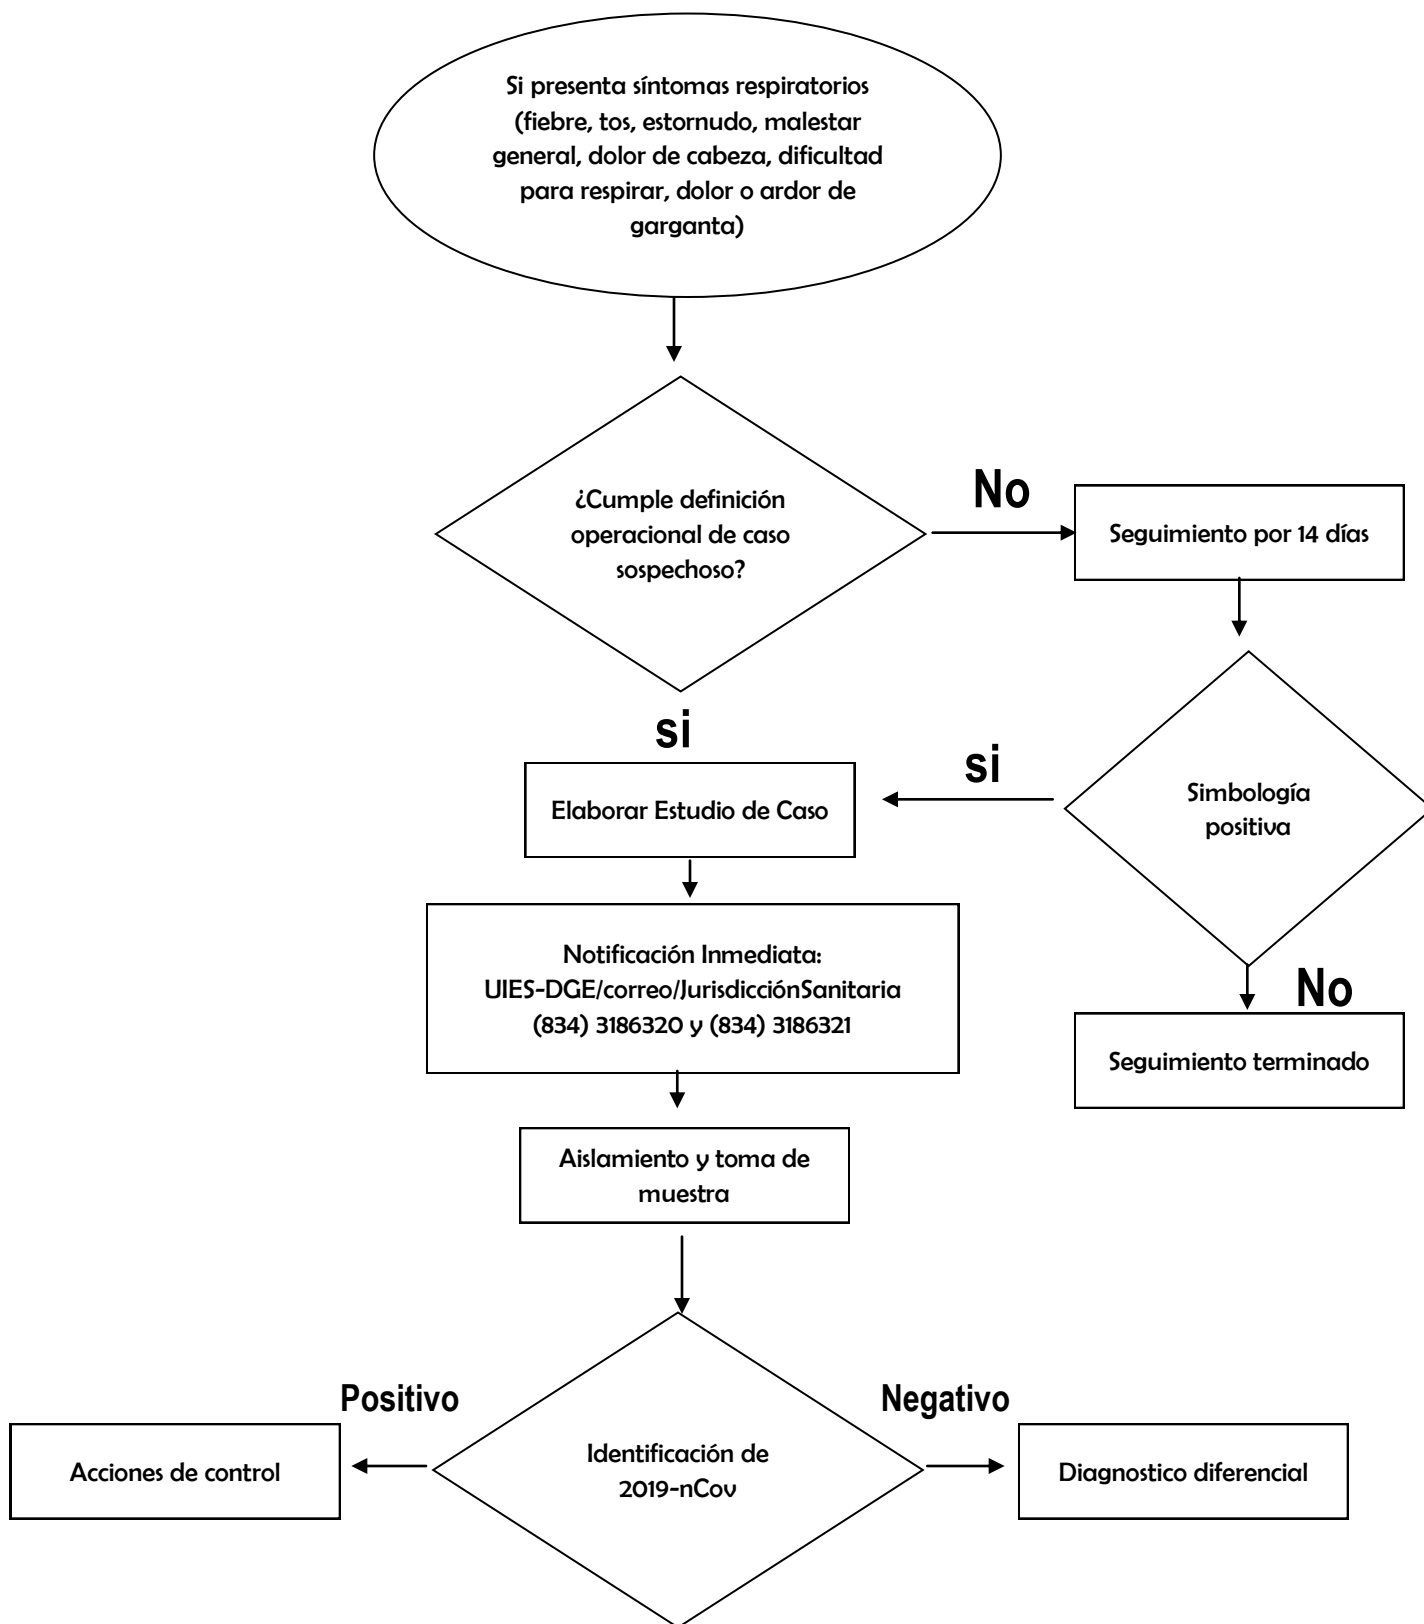 Si presenta síntomas respiratorios
(fiebre, tos, estornudo, malestar
general, dolor de cabeza, dificultad
para respirar, dolor o ardor de
garganta)
¿Cumple definición
operacional de caso
sospechoso?
No
Seguimiento por 14 días
si
si
Simbología
positiva
Elaborar Estudio de Caso
Notificación Inmediata:
UIES-DGE/correo/JurisdicciónSanitaria
(834) 3186320 y (834) 3186321
No
Seguimiento terminado
Aislamiento y toma de
muestra
Positivo
Negativo
Acciones de control
Identificación de
2019-nCov
Diagnostico diferencial